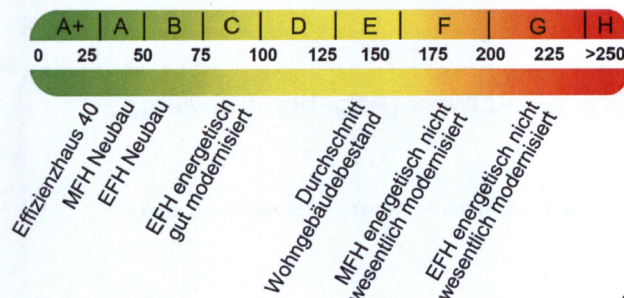 A+ A B C D E F G H
0 25 50 75 100 125 150 175 200 225 >250
Effizienzhaus 40
MFH Neubau
EFH Neubau
EFH energetisch
gut modernisiert
Durchschnitt
Wohngebäudebestand
MFH energetisch nicht
wesentlich modernisiert
EFH energetisch nicht
wesentlich modernisiert